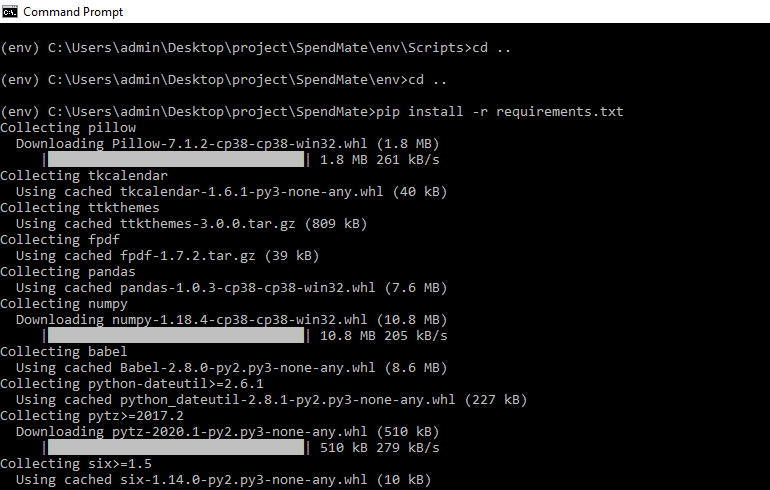 Command Prompt
(env) C:\Users\admin\Desktop\project\SpendMate\env\Scripts>cd ..
(env) C:\Users\admin\Desktop\project\SpendMate\env>cd ..
(env) C:\Users\admin\Desktop\project\SpendMate>pip install -r requirements.txt
Collecting pillow
  Downloading Pillow-7.1.2-cp38-cp38-win32.whl (1.8 MB)
     |████████████████████████████████| 1.8 MB 261 kB/s
Collecting tkcalendar
  Using cached tkcalendar-1.6.1-py3-none-any.whl (40 kB)
Collecting ttkthemes
  Using cached ttkthemes-3.0.0.tar.gz (809 kB)
Collecting fpdf
  Using cached fpdf-1.7.2.tar.gz (39 kB)
Collecting pandas
  Using cached pandas-1.0.3-cp38-cp38-win32.whl (7.6 MB)
Collecting numpy
  Downloading numpy-1.18.4-cp38-cp38-win32.whl (10.8 MB)
     |████████████████████████████████| 10.8 MB 205 kB/s
Collecting babel
  Using cached Babel-2.8.0-py2.py3-none-any.whl (8.6 MB)
Collecting python-dateutil>=2.6.1
  Using cached python_dateutil-2.8.1-py2.py3-none-any.whl (227 kB)
Collecting pytz>=2017.2
  Downloading pytz-2020.1-py2.py3-none-any.whl (510 kB)
     |████████████████████████████████| 510 kB 279 kB/s
Collecting six>=1.5
  Using cached six-1.14.0-py2.py3-none-any.whl (10 kB)